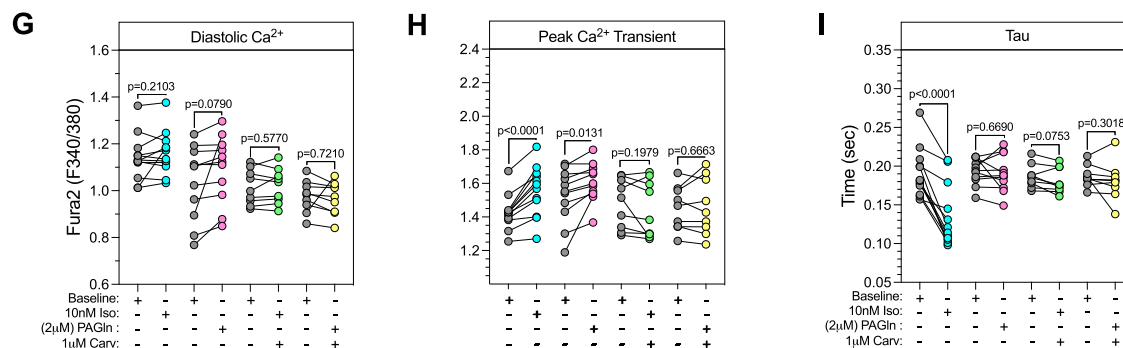 G
Diastolic Ca²⁺
Fura2 (F340/380)
1.6
1.4
1.2
1.0
0.8
0.6
p=0.2103
p=0.0790
p=0.5770
p=0.7210
Baseline: + - + - + - + -
10nM Iso: - + - - - + - -
(2μM) PAGln : - - - + - - - +
1μM Carv: - - - - - + - +
H
Peak Ca²⁺ Transient
2.0
1.8
1.6
1.4
1.2
p<0.0001
p=0.0131
p=0.1979
p=0.6663
+ - + - + - + -
- + - - - + - -
- - - + - - - +
- - - - - + - +
I
Tau
Time (sec)
0.35
0.30
0.25
0.20
0.15
0.10
0.05
p<0.0001
p=0.6690
p=0.0753
p=0.3018
Baseline: + - + - + - + -
10nM Iso: - + - - - + - -
(2μM) PAGln : - - - + - - - +
1μM Carv: - - - - - + - +